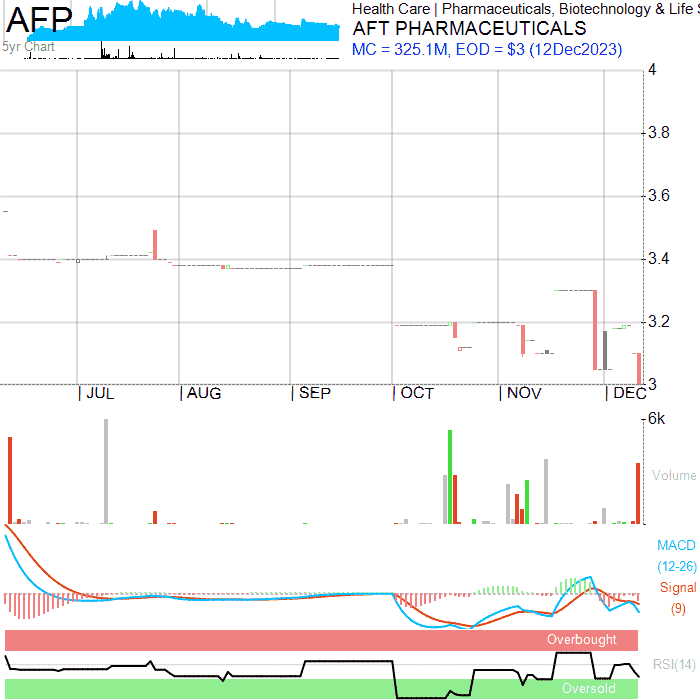 AFP
Health Care | Pharmaceuticals, Biotechnology & Life S
AFT PHARMACEUTICALS
5yr Chart
MC = 325.1M, EOD = $3 (12Dec2023)
4
3.8
3.6
3.4
3.2
3
| JUL | AUG | SEP | OCT | NOV | DEC
6k
Volume
MACD
(12-26)
Signal
(9)
Overbought
RSI(14)
Oversold